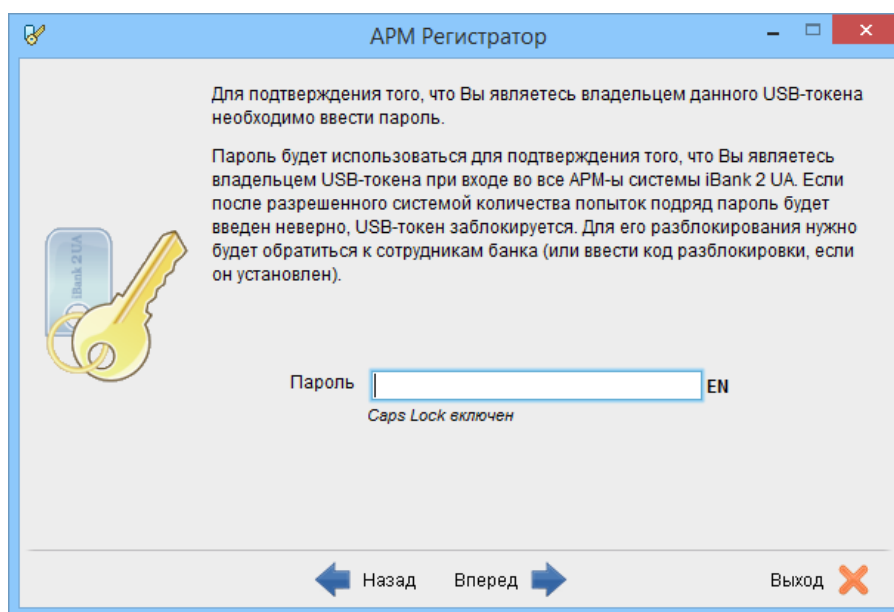 АРМ Регистратор
Для подтверждения того, что Вы являетесь владельцем данного USB-токена
необходимо ввести пароль.
Пароль будет использоваться для подтверждения того, что Вы являетесь
владельцем USB-токена при входе во все АРМ-ы системы iBank 2 UA. Если
после разрешенного системой количества попыток подряд пароль будет
введен неверно, USB-токен заблокируется. Для его разблокирования нужно
будет обратиться к сотрудникам банка (или ввести код разблокировки, если
он установлен).
iBank 2 UA
Пароль EN
Caps Lock включен
Назад Вперед Выход